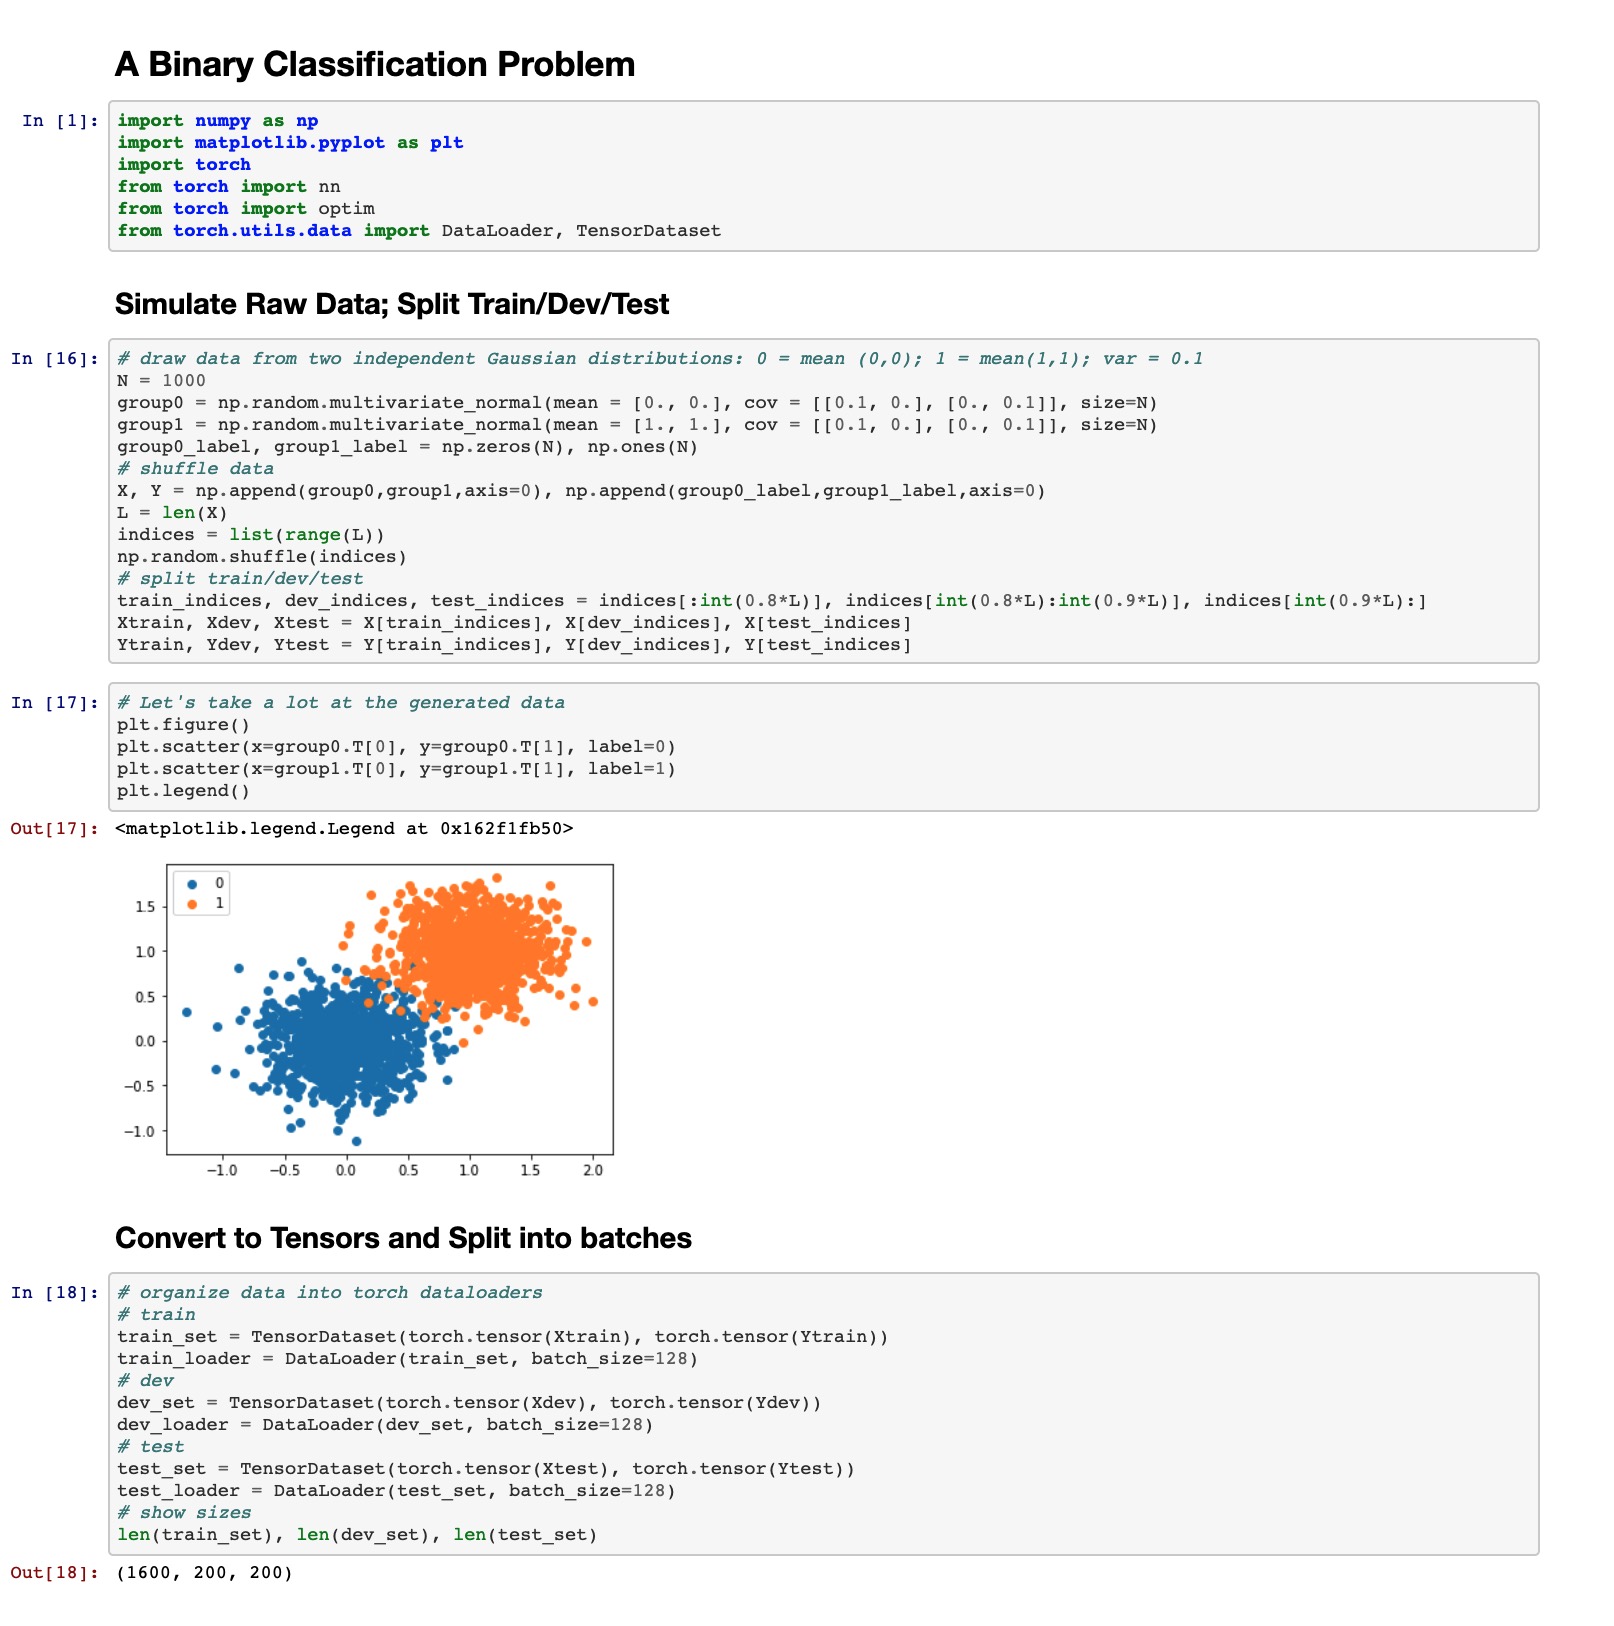 A Binary Classification Problem
In [1]: import numpy as np
import matplotlib.pyplot as plt
import torch
from torch import nn
from torch import optim
from torch.utils.data import DataLoader, TensorDataset
Simulate Raw Data; Split Train/Dev/Test
In [16]: # draw data from two independent Gaussian distributions: 0 = mean (0,0); 1 = mean(1,1); var = 0.1
N = 1000
group0 = np.random.multivariate_normal(mean = [0., 0.], cov = [[0.1, 0.], [0., 0.1]], size=N)
group1 = np.random.multivariate_normal(mean = [1., 1.], cov = [[0.1, 0.], [0., 0.1]], size=N)
group0_label, group1_label = np.zeros(N), np.ones(N)
# shuffle data
X, Y = np.append(group0,group1,axis=0), np.append(group0_label,group1_label,axis=0)
L = len(X)
indices = list(range(L))
np.random.shuffle(indices)
# split train/dev/test
train_indices, dev_indices, test_indices = indices[:int(0.8*L)], indices[int(0.8*L):int(0.9*L)], indices[int(0.9*L):]
Xtrain, Xdev, Xtest = X[train_indices], X[dev_indices], X[test_indices]
Ytrain, Ydev, Ytest = Y[train_indices], Y[dev_indices], Y[test_indices]
In [17]: # Let's take a lot at the generated data
plt.figure()
plt.scatter(x=group0.T[0], y=group0.T[1], label=0)
plt.scatter(x=group1.T[0], y=group1.T[1], label=1)
plt.legend()
Out[17]: <matplotlib.legend.Legend at 0x162f1fb50>
0
1
1.5
1.0
0.5
0.0
−0.5
−1.0
−1.0 −0.5 0.0 0.5 1.0 1.5 2.0
Convert to Tensors and Split into batches
In [18]: # organize data into torch dataloaders
# train
train_set = TensorDataset(torch.tensor(Xtrain), torch.tensor(Ytrain))
train_loader = DataLoader(train_set, batch_size=128)
# dev
dev_set = TensorDataset(torch.tensor(Xdev), torch.tensor(Ydev))
dev_loader = DataLoader(dev_set, batch_size=128)
# test
test_set = TensorDataset(torch.tensor(Xtest), torch.tensor(Ytest))
test_loader = DataLoader(test_set, batch_size=128)
# show sizes
len(train_set), len(dev_set), len(test_set)
Out[18]: (1600, 200, 200)